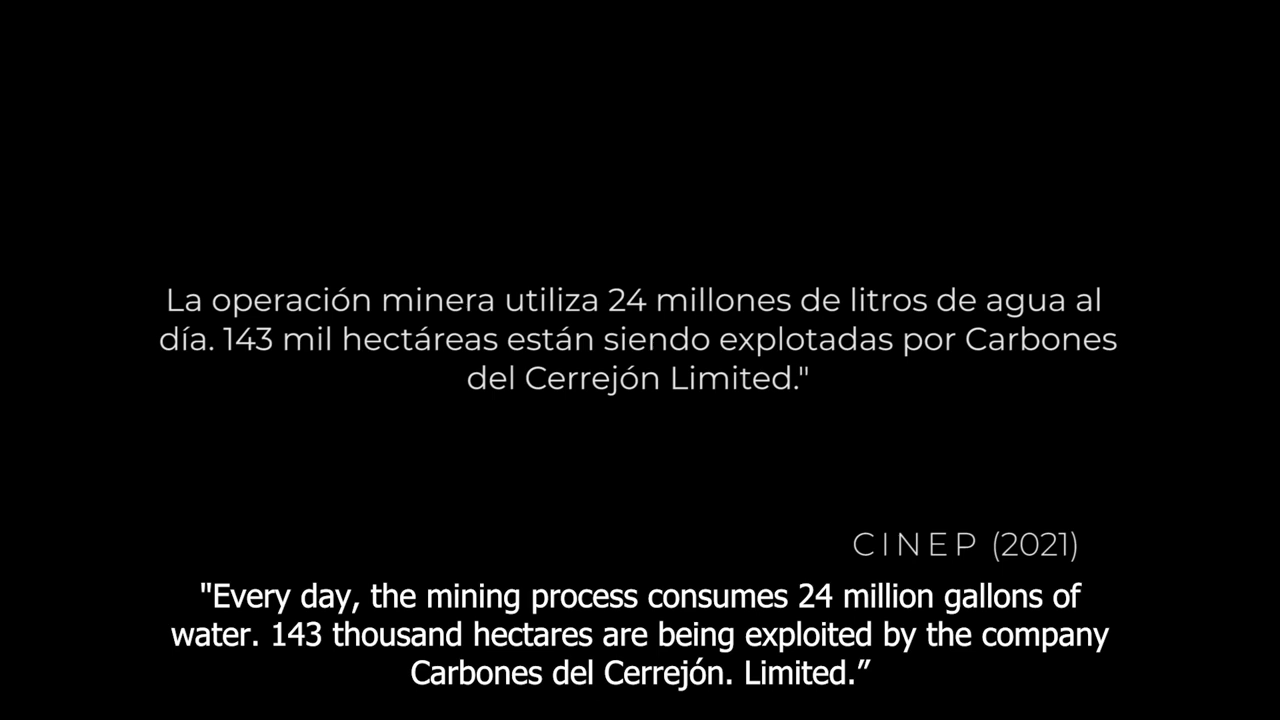 La operación minera utiliza 24 millones de litros de agua al
día. 143 mil hectáreas están siendo explotadas por Carbones
del Cerrejón Limited."
CINEP (2021)
"Every day, the mining process consumes 24 million gallons of
water. 143 thousand hectares are being exploited by the company
Carbones del Cerrejón. Limited.”